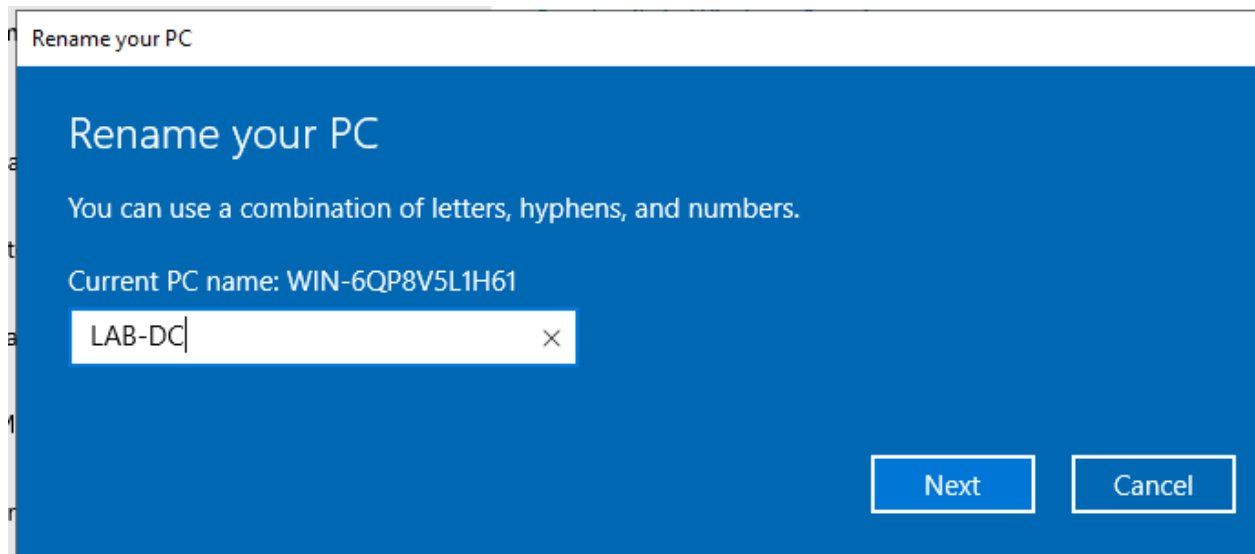 Rename your PC
Rename your PC
You can use a combination of letters, hyphens, and numbers.
Current PC name: WIN-6QP8V5L1H61
LAB-DC
Next
Cancel